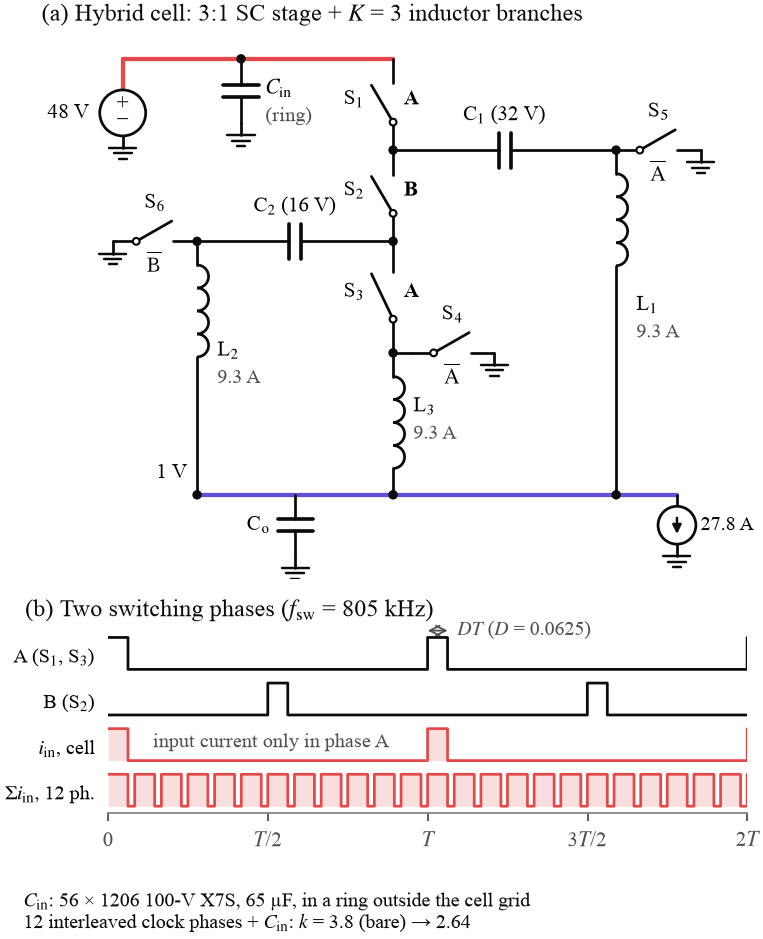 (a) Hybrid cell: 3:1 SC stage + K = 3 inductor branches
48 V
+
−
Cin
(ring)
S1
A
C1 (32 V)
S5
A̅
S2
B
C2 (16 V)
S6
B̅
S3
A
S4
A̅
L1
9.3 A
L2
9.3 A
L3
9.3 A
1 V
Co
27.8 A
(b) Two switching phases (fsw = 805 kHz)
DT (D = 0.0625)
A (S1, S3)
B (S2)
iin, cell
input current only in phase A
Σiin, 12 ph.
0
T/2
T
3T/2
2T
Cin: 56 × 1206 100-V X7S, 65 μF, in a ring outside the cell grid
12 interleaved clock phases + Cin: k = 3.8 (bare) → 2.64